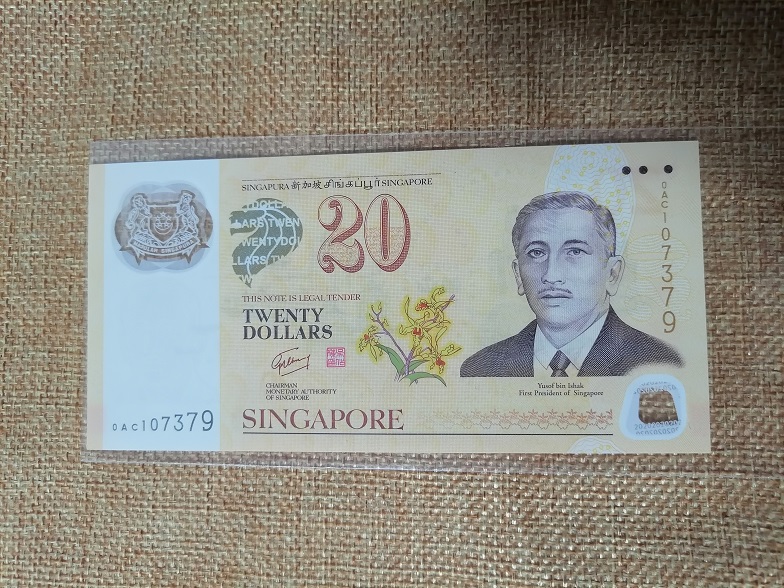 SINGAPURA 新加坡 சிங்கப்பூர் SINGAPORE
20
THIS NOTE IS LEGAL TENDER
TWENTY
DOLLARS
CHAIRMAN
MONETARY AUTHORITY
OF SINGAPORE
0AC107379
SINGAPORE
0AC107379
Yusof bin Ishak
First President of Singapore